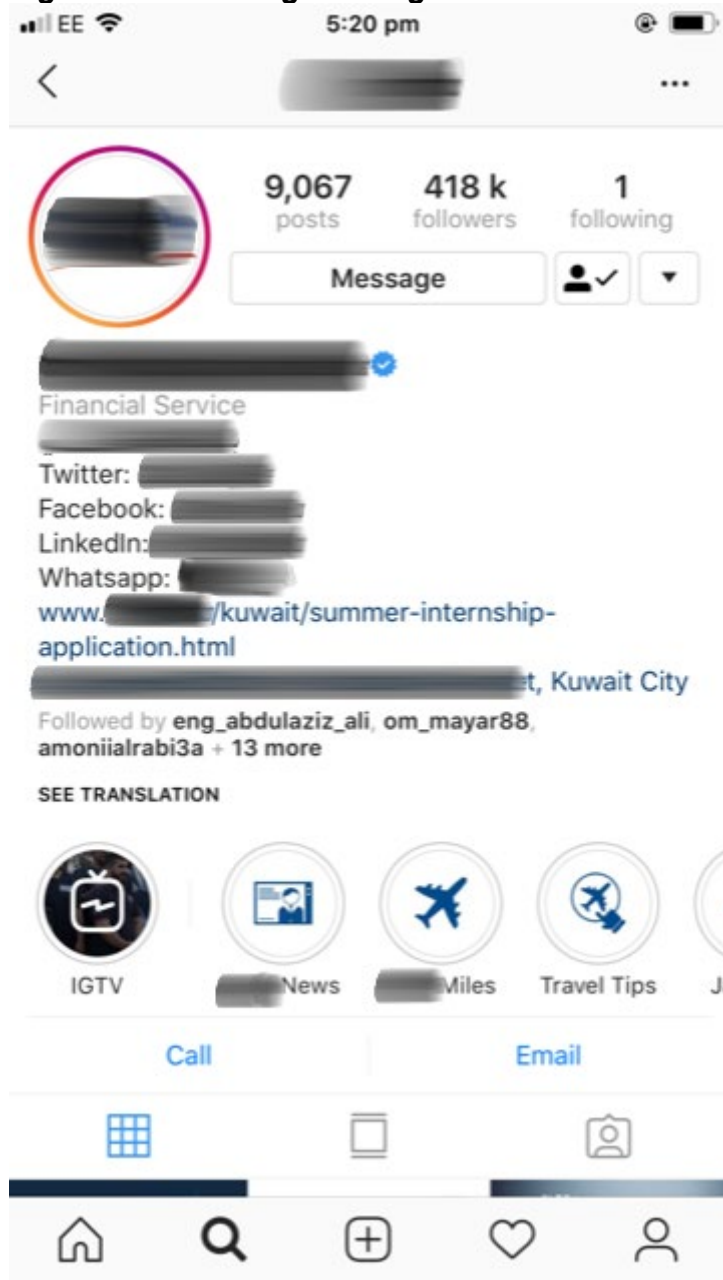 EE 5:20 pm
...
9,067 418 k 1
posts followers following
Message
Financial Service
Twitter:
Facebook:
LinkedIn:
Whatsapp:
www. /kuwait/summer-internship-
application.html
t, Kuwait City
Followed by eng_abdulaziz_ali, om_mayar88,
amoniialrabi3a + 13 more
SEE TRANSLATION
IGTV News Miles Travel Tips J
Call Email